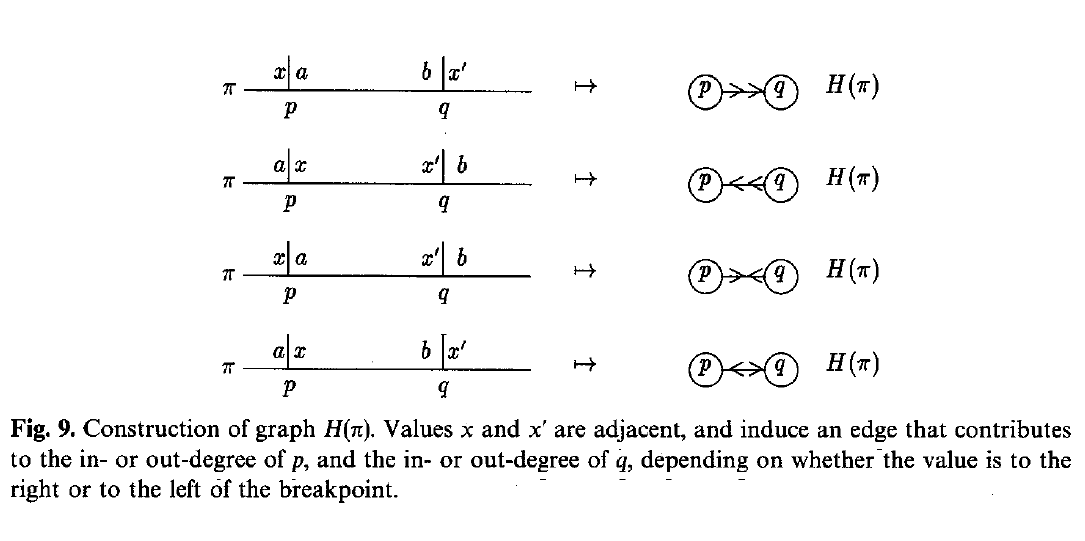 x a b x'
π ↦ p q H(π)
p q
a x x' b
π ↦ p q H(π)
p q
x a x' b
π ↦ p q H(π)
p q
a x b x'
π ↦ p q H(π)
p q
Fig. 9. Construction of graph H(π). Values x and x' are adjacent, and induce an edge that contributes
to the in- or out-degree of p, and the in- or out-degree of q, depending on whether the value is to the
right or to the left of the breakpoint.